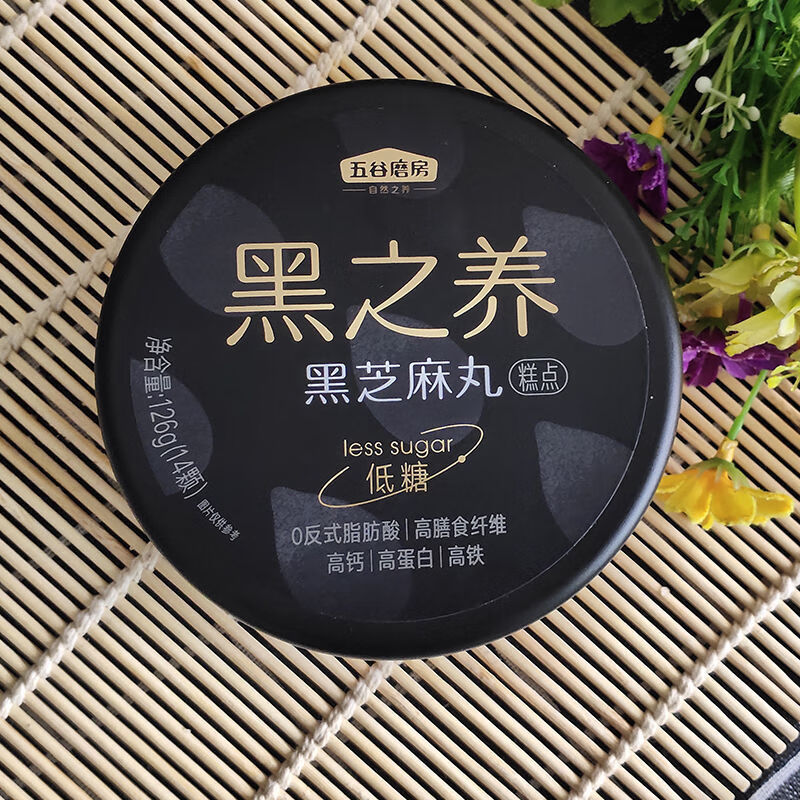 五谷磨房
自然之养
黑之养
黑芝麻丸 糕点
less sugar
低糖
0反式脂肪酸|高膳食纤维
高钙|高蛋白|高铁
净含量:126g(14颗)
图片仅供参考